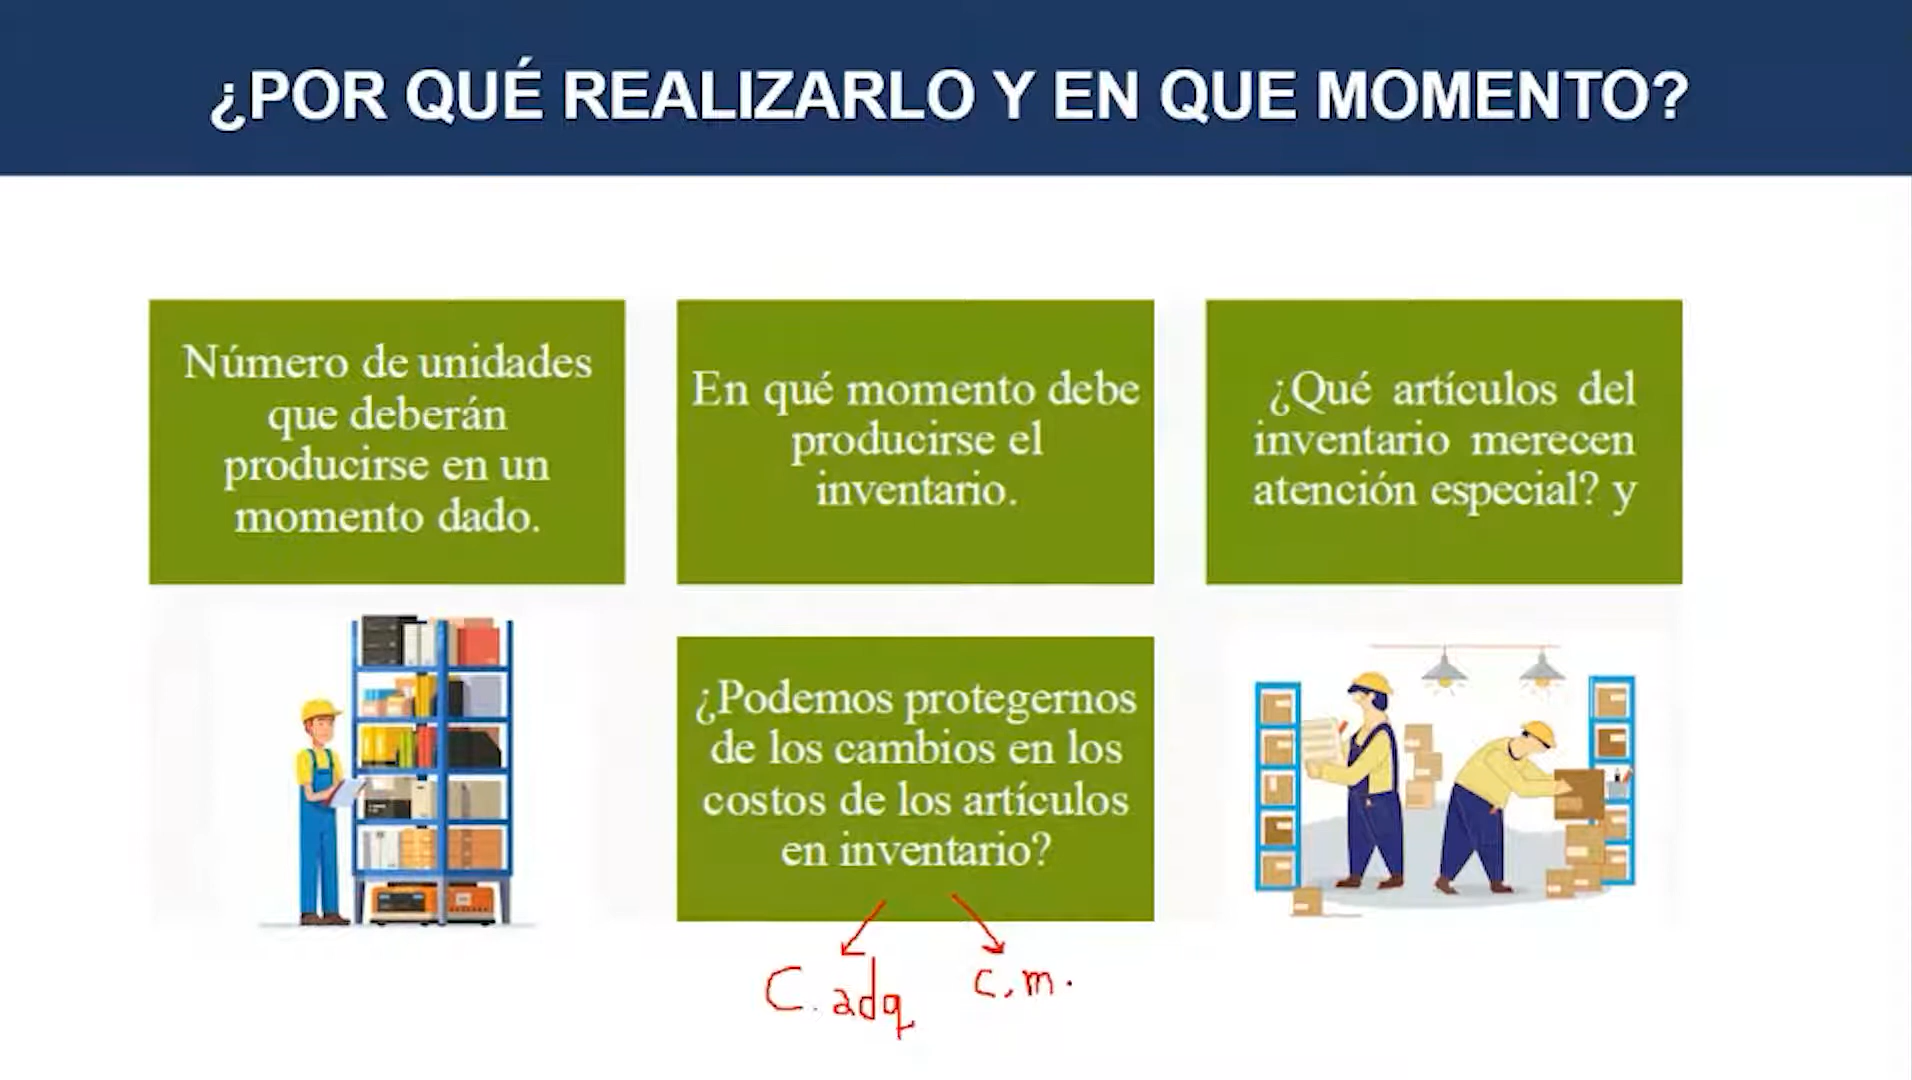 ¿POR QUÉ REALIZARLO Y EN QUE MOMENTO?
Número de unidades
que deberán
producirse en un
momento dado.
En qué momento debe
producirse el
inventario.
¿Qué artículos del
inventario merecen
atención especial? y
¿Podemos protegernos
de los cambios en los
costos de los artículos
en inventario?
C. adq
c.m.